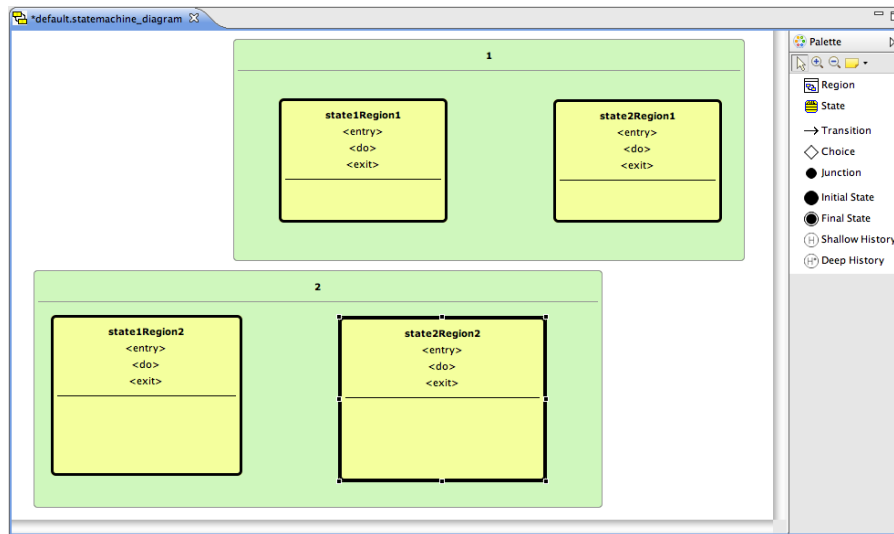 *default.statemachine_diagram
Palette
1
state1Region1
<entry>
<do>
<exit>
state2Region1
<entry>
<do>
<exit>
2
state1Region2
<entry>
<do>
<exit>
state2Region2
<entry>
<do>
<exit>
Region
State
Transition
Choice
Junction
Initial State
Final State
H Shallow History
H* Deep History